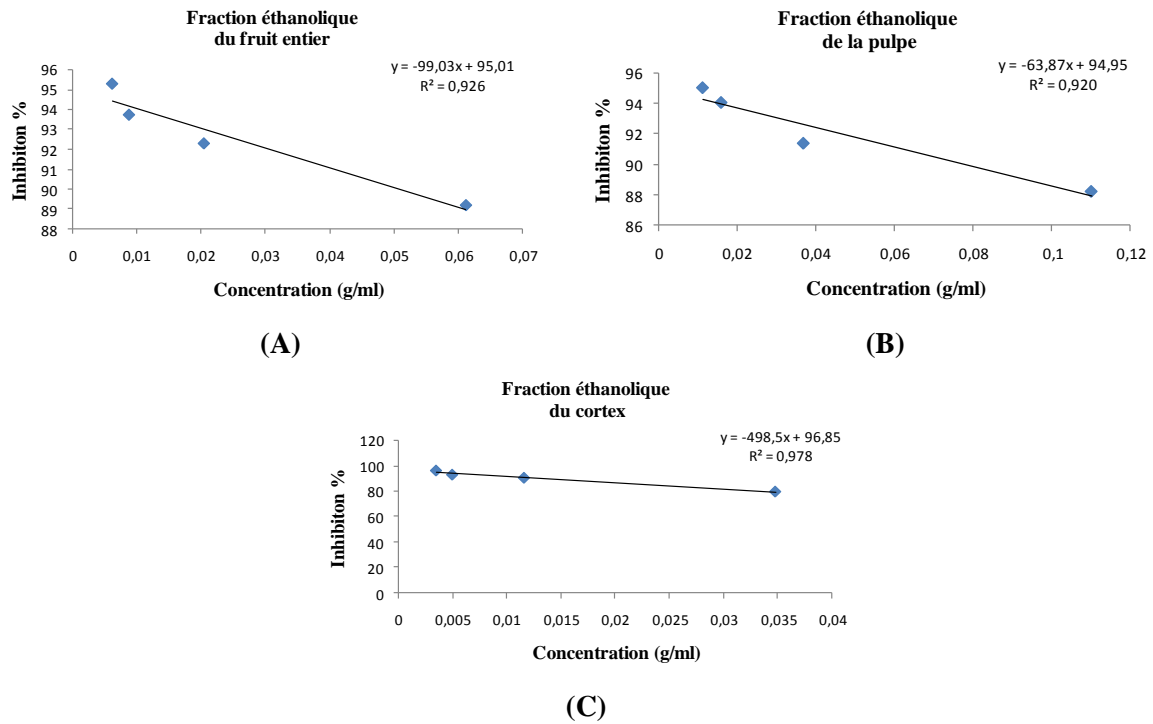 Fraction éthanolique
du fruit entier
y = -99,03x + 95,01
R² = 0,926
Inhibiton %
96
95
94
93
92
91
90
89
88
0 0,01 0,02 0,03 0,04 0,05 0,06 0,07
Concentration (g/ml)
(A)
Fraction éthanolique
de la pulpe
y = -63,87x + 94,95
R² = 0,920
Inhibiton %
96
94
92
90
88
86
0 0,02 0,04 0,06 0,08 0,1 0,12
Concentration (g/ml)
(B)
Fraction éthanolique
du cortex
y = -498,5x + 96,85
R² = 0,978
Inhibiton %
120
100
80
60
40
20
0
0 0,005 0,01 0,015 0,02 0,025 0,03 0,035 0,04
Concentration (g/ml)
(C)